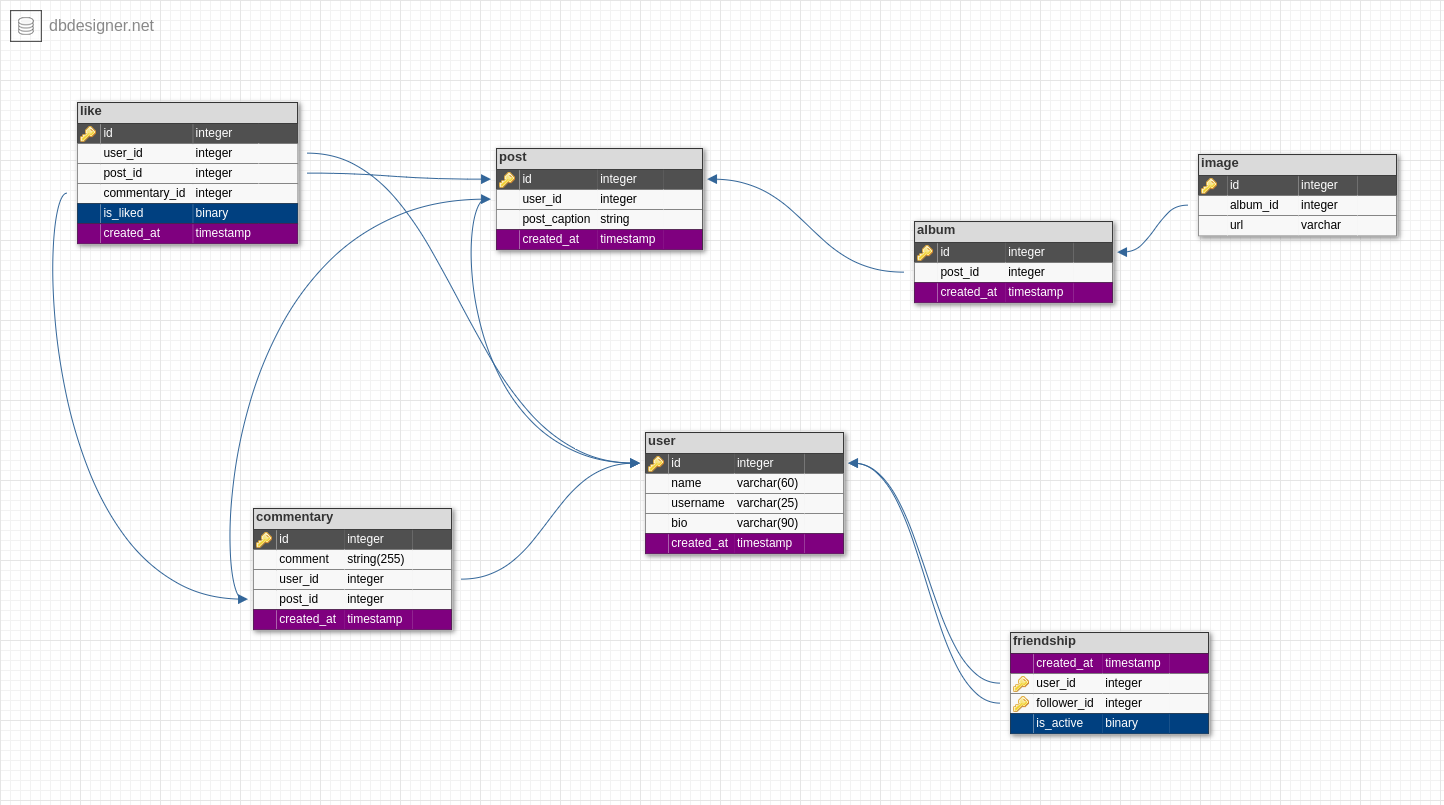 dbdesigner.net
like
id integer
user_id integer
post_id integer
commentary_id integer
is_liked binary
created_at timestamp
post
id integer
user_id integer
post_caption string
created_at timestamp
album
id integer
post_id integer
created_at timestamp
image
id integer
album_id integer
url varchar
user
id integer
name varchar(60)
username varchar(25)
bio varchar(90)
created_at timestamp
commentary
id integer
comment string(255)
user_id integer
post_id integer
created_at timestamp
friendship
created_at timestamp
user_id integer
follower_id integer
is_active binary